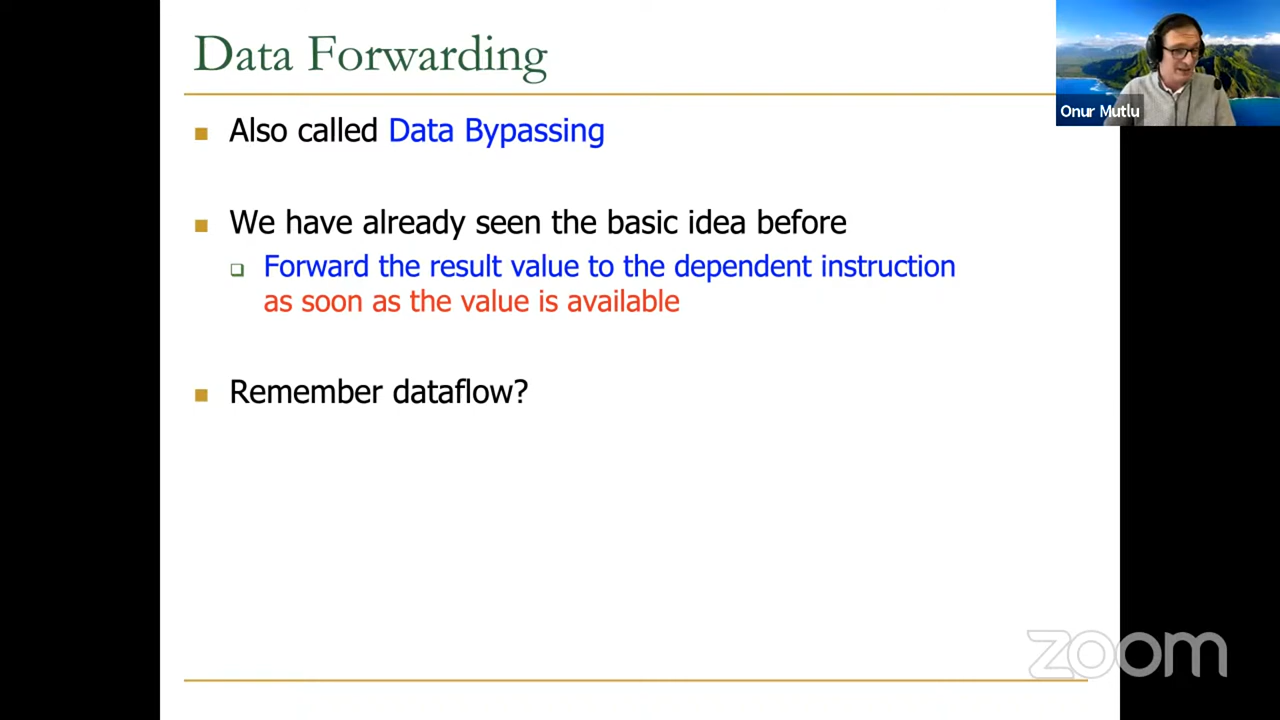 Data Forwarding
Onur Mutlu
Also called Data Bypassing
We have already seen the basic idea before
Forward the result value to the dependent instruction
as soon as the value is available
Remember dataflow?
zoom